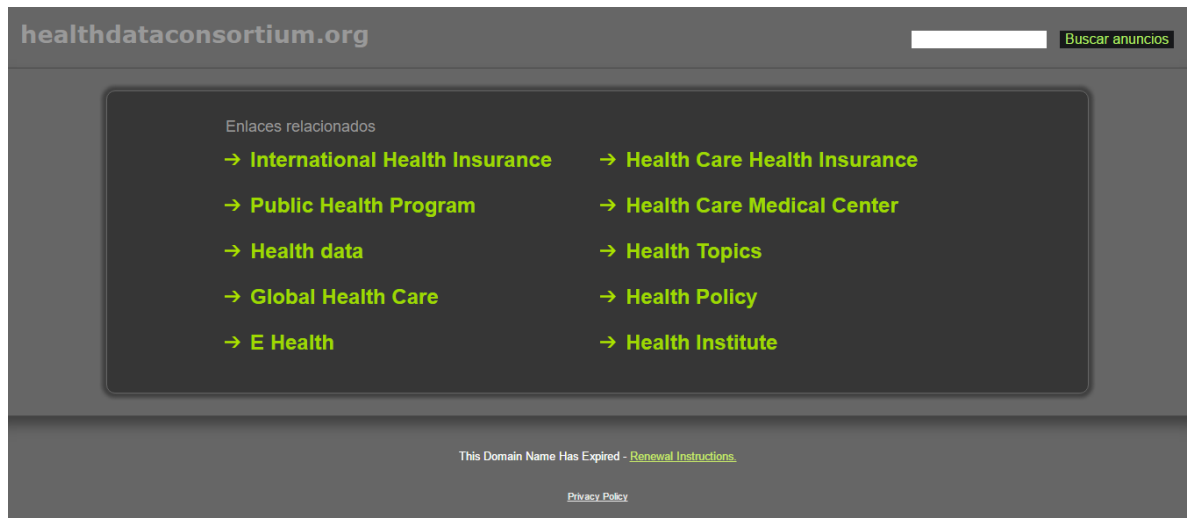 healthdataconsortium.org
Buscar anuncios
Enlaces relacionados
→ International Health Insurance
→ Health Care Health Insurance
→ Public Health Program
→ Health Care Medical Center
→ Health data
→ Health Topics
→ Global Health Care
→ Health Policy
→ E Health
→ Health Institute
This Domain Name Has Expired - Renewal Instructions.
Privacy Policy